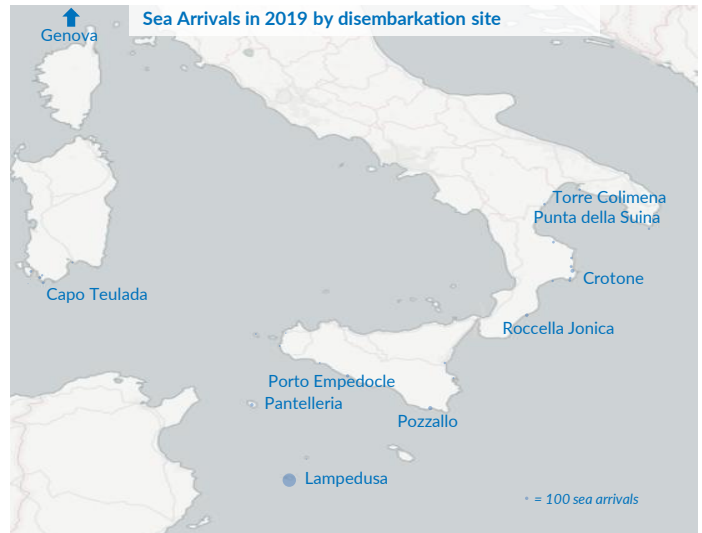 Sea Arrivals in 2019 by disembarkation site
Genova
Torre Colimena
Punta della Suina
Crotone
Capo Teulada
Roccella Jonica
Porto Empedocle
Pantelleria
Pozzallo
Lampedusa
= 100 sea arrivals